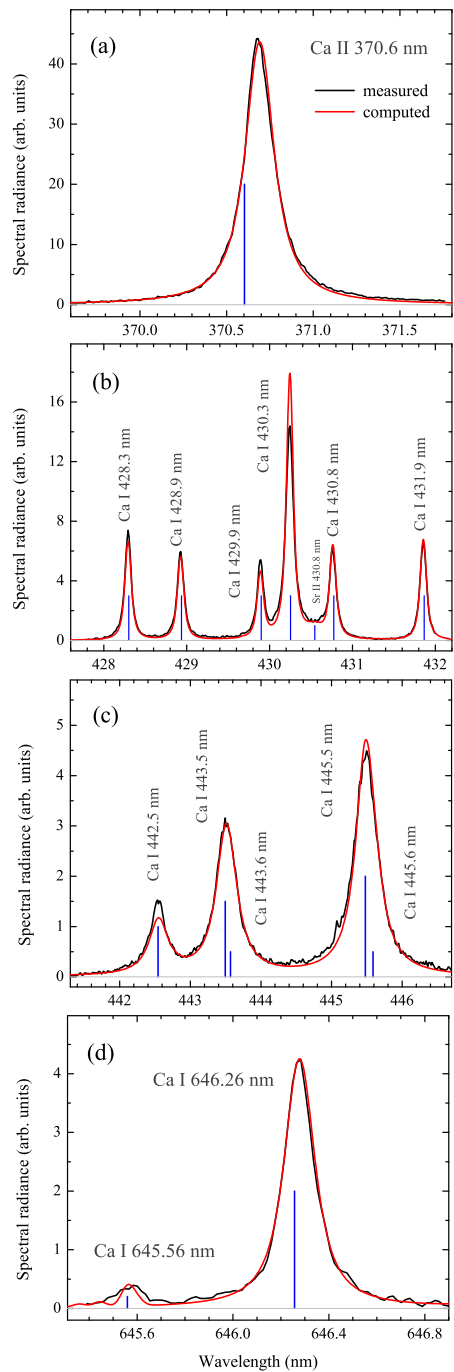 (a)
Ca II 370.6 nm
measured
computed
Spectral radiance (arb. units)
40
30
20
10
0
370.0
370.5
371.0
371.5
(b)
Ca I 428.3 nm
Ca I 428.9 nm
Ca I 429.9 nm
Ca I 430.3 nm
Sr II 430.8 nm
Ca I 430.8 nm
Ca I 431.9 nm
Spectral radiance (arb. units)
18
12
6
0
428
429
430
431
432
(c)
Ca I 442.5 nm
Ca I 443.5 nm
Ca I 443.6 nm
Ca I 445.5 nm
Ca I 445.6 nm
Spectral radiance (arb. units)
5
4
3
2
1
0
442
443
444
445
446
(d)
Ca I 646.26 nm
Ca I 645.56 nm
Spectral radiance (arb. units)
4
3
2
1
0
645.6
646.0
646.4
646.8
Wavelength (nm)